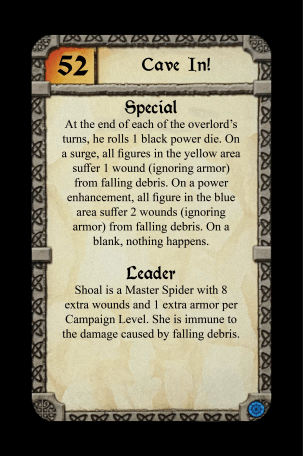 52
Cave In!
Special
At the end of each of the overlord's
turns, he rolls 1 black power die. On
a surge, all figures in the yellow area
suffer 1 wound (ignoring armor)
from falling debris. On a power
enhancement, all figure in the blue
area suffer 2 wounds (ignoring
armor) from falling debris. On a
blank, nothing happens.
Leader
Shoal is a Master Spider with 8
extra wounds and 1 extra armor per
Campaign Level. She is immune to
the damage caused by falling debris.